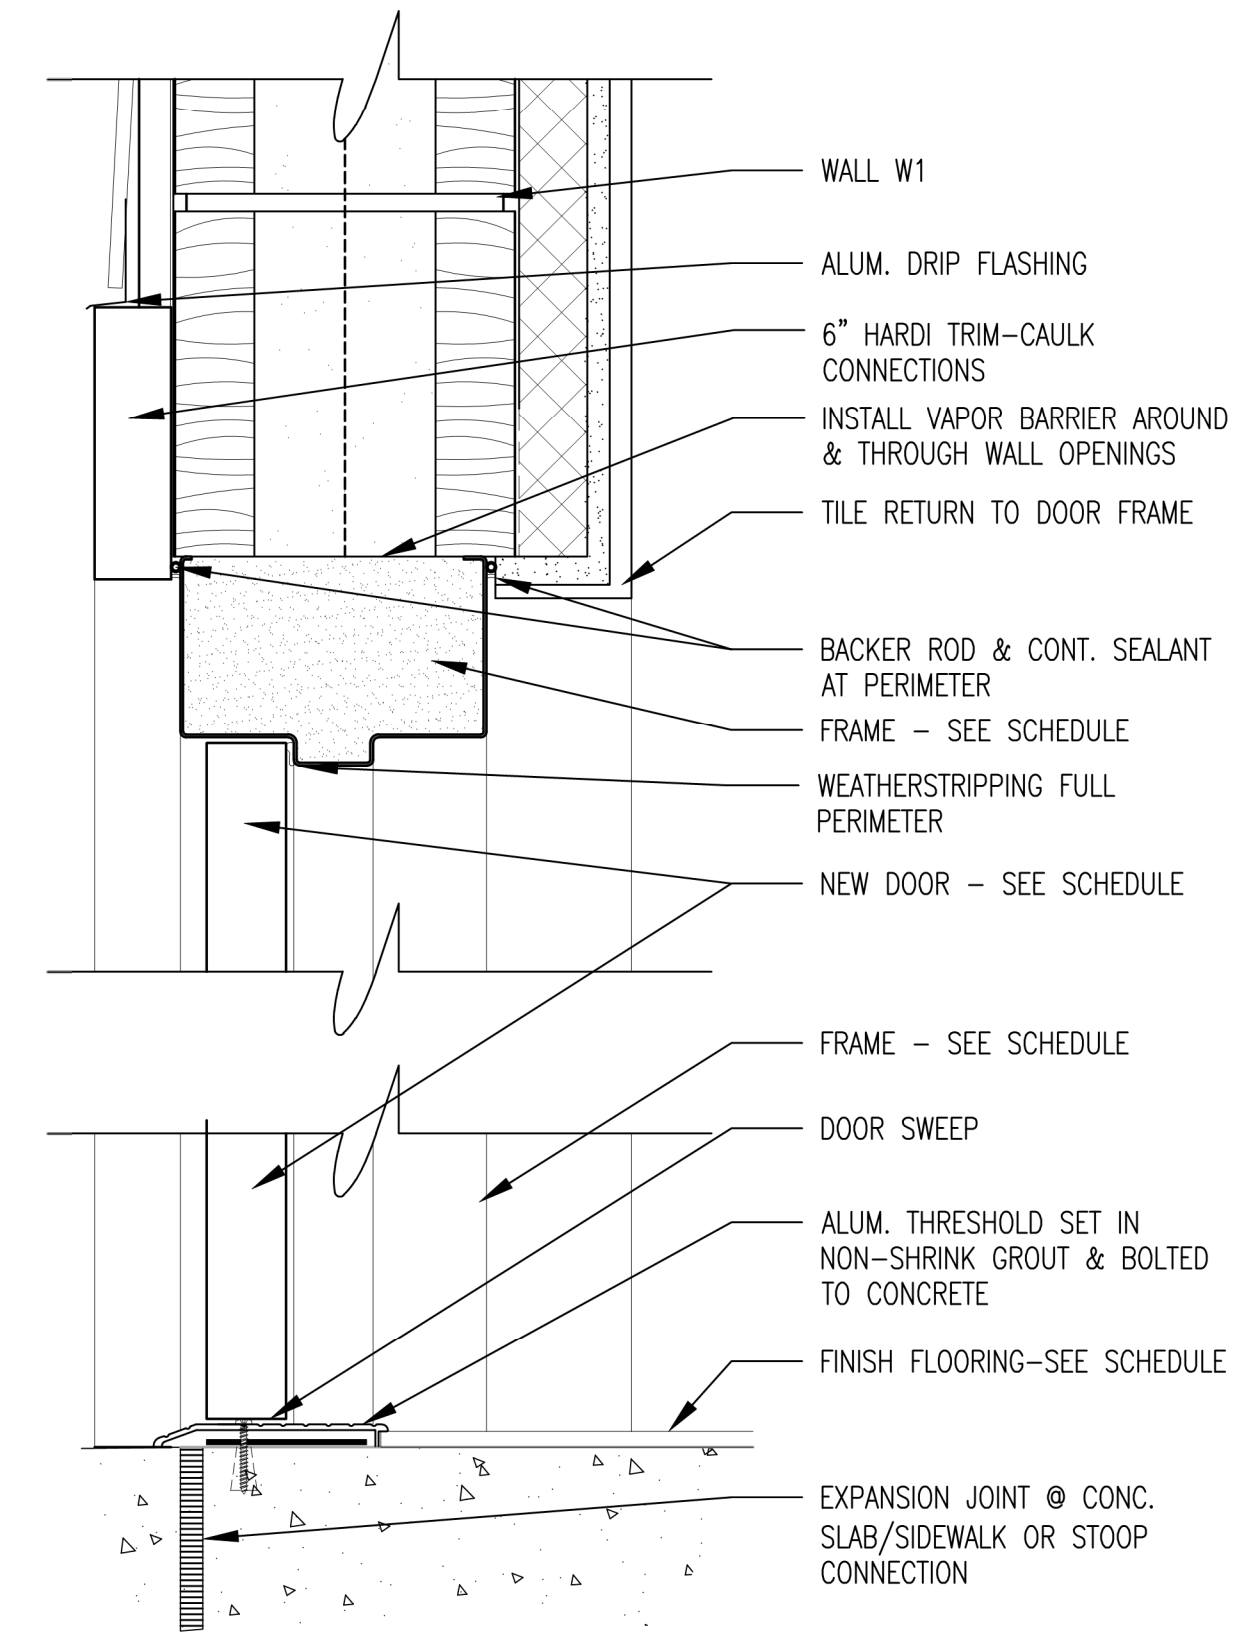 WALL W1
ALUM. DRIP FLASHING
6” HARDI TRIM-CAULK
CONNECTIONS
INSTALL VAPOR BARRIER AROUND
& THROUGH WALL OPENINGS
TILE RETURN TO DOOR FRAME
BACKER ROD & CONT. SEALANT
AT PERIMETER
FRAME - SEE SCHEDULE
WEATHERSTRIPPING FULL
PERIMETER
NEW DOOR - SEE SCHEDULE
FRAME - SEE SCHEDULE
DOOR SWEEP
ALUM. THRESHOLD SET IN
NON-SHRINK GROUT & BOLTED
TO CONCRETE
FINISH FLOORING-SEE SCHEDULE
EXPANSION JOINT @ CONC.
SLAB/SIDEWALK OR STOOP
CONNECTION